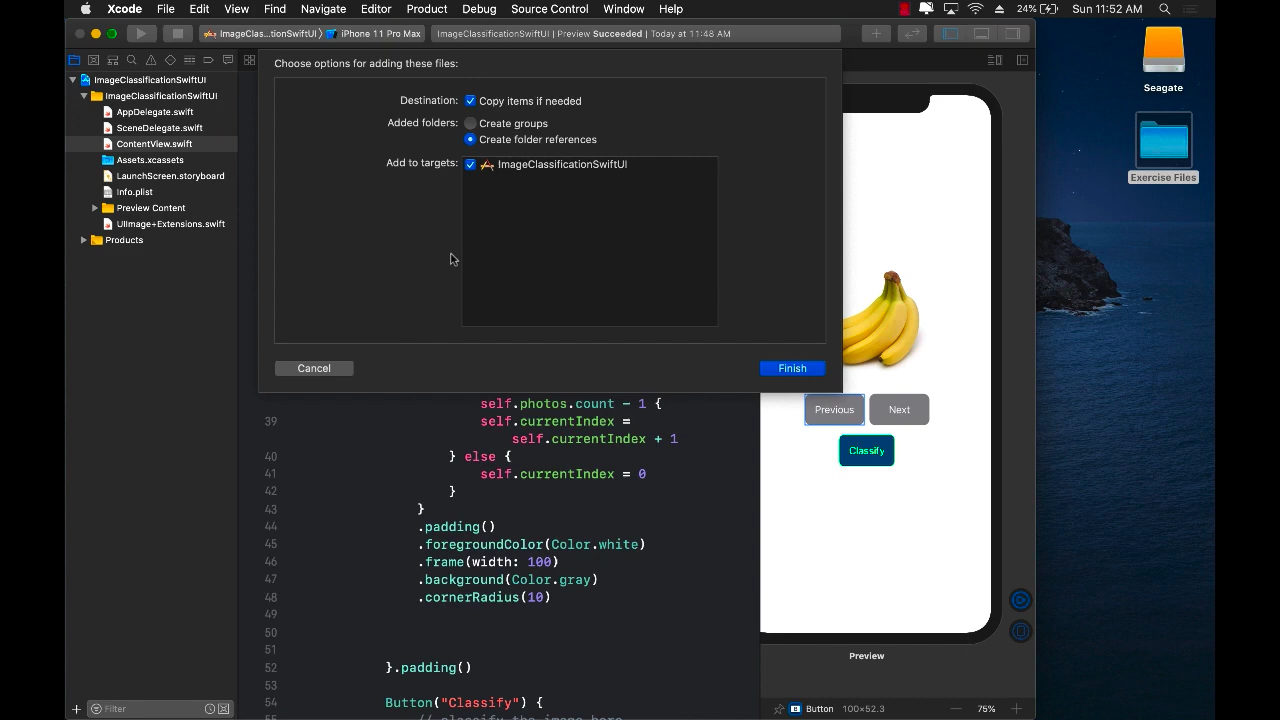 Xcode File Edit View Find Navigate Editor Product Debug Source Control Window Help 24% Sun 11:52 AM
ImageClas...tionSwiftUI iPhone 11 Pro Max ImageClassificationSwiftUI | Preview Succeeded | Today at 11:48 AM
ImageClassificationSwiftUI
ImageClassificationSwiftUI
AppDelegate.swift
SceneDelegate.swift
ContentView.swift
Assets.xcassets
LaunchScreen.storyboard
Info.plist
Preview Content
UIImage+Extensions.swift
Products
Filter
Choose options for adding these files:
Destination: Copy items if needed
Added folders: Create groups
Create folder references
Add to targets: ImageClassificationSwiftUI
Cancel Finish
self.photos.count - 1 {
39 self.currentIndex =
self.currentIndex + 1
40 } else {
41 self.currentIndex = 0
42 }
43 }
44 .padding()
45 .foregroundColor(Color.white)
46 .frame(width: 100)
47 .background(Color.gray)
48 .cornerRadius(10)
49
50
51
52 }.padding()
53
54 Button("Classify") {
Previous Next
Classify
Preview
Button 100×52.3 75%
Seagate
Exercise Files